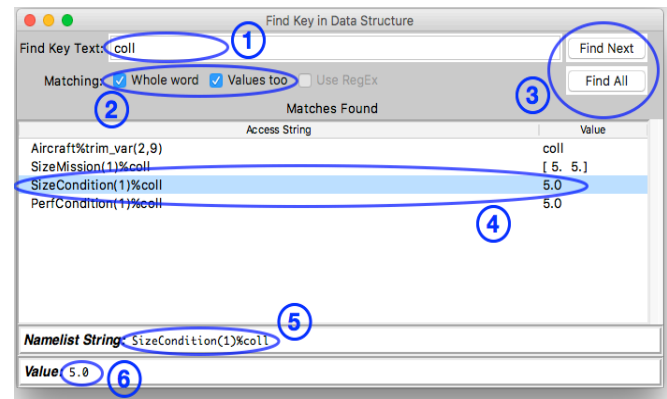 Find Key in Data Structure
Find Key Text: coll 1 Find Next
Matching: Whole word Values too Use RegEx 3 Find All
2 Matches Found
Access String Value
Aircraft%trim_var(2,9) coll
SizeMission(1)%coll [ 5. 5.]
SizeCondition(1)%coll 5.0
PerfCondition(1)%coll 5.0
4
5
Namelist String: SizeCondition(1)%coll
Value: 5.0 6